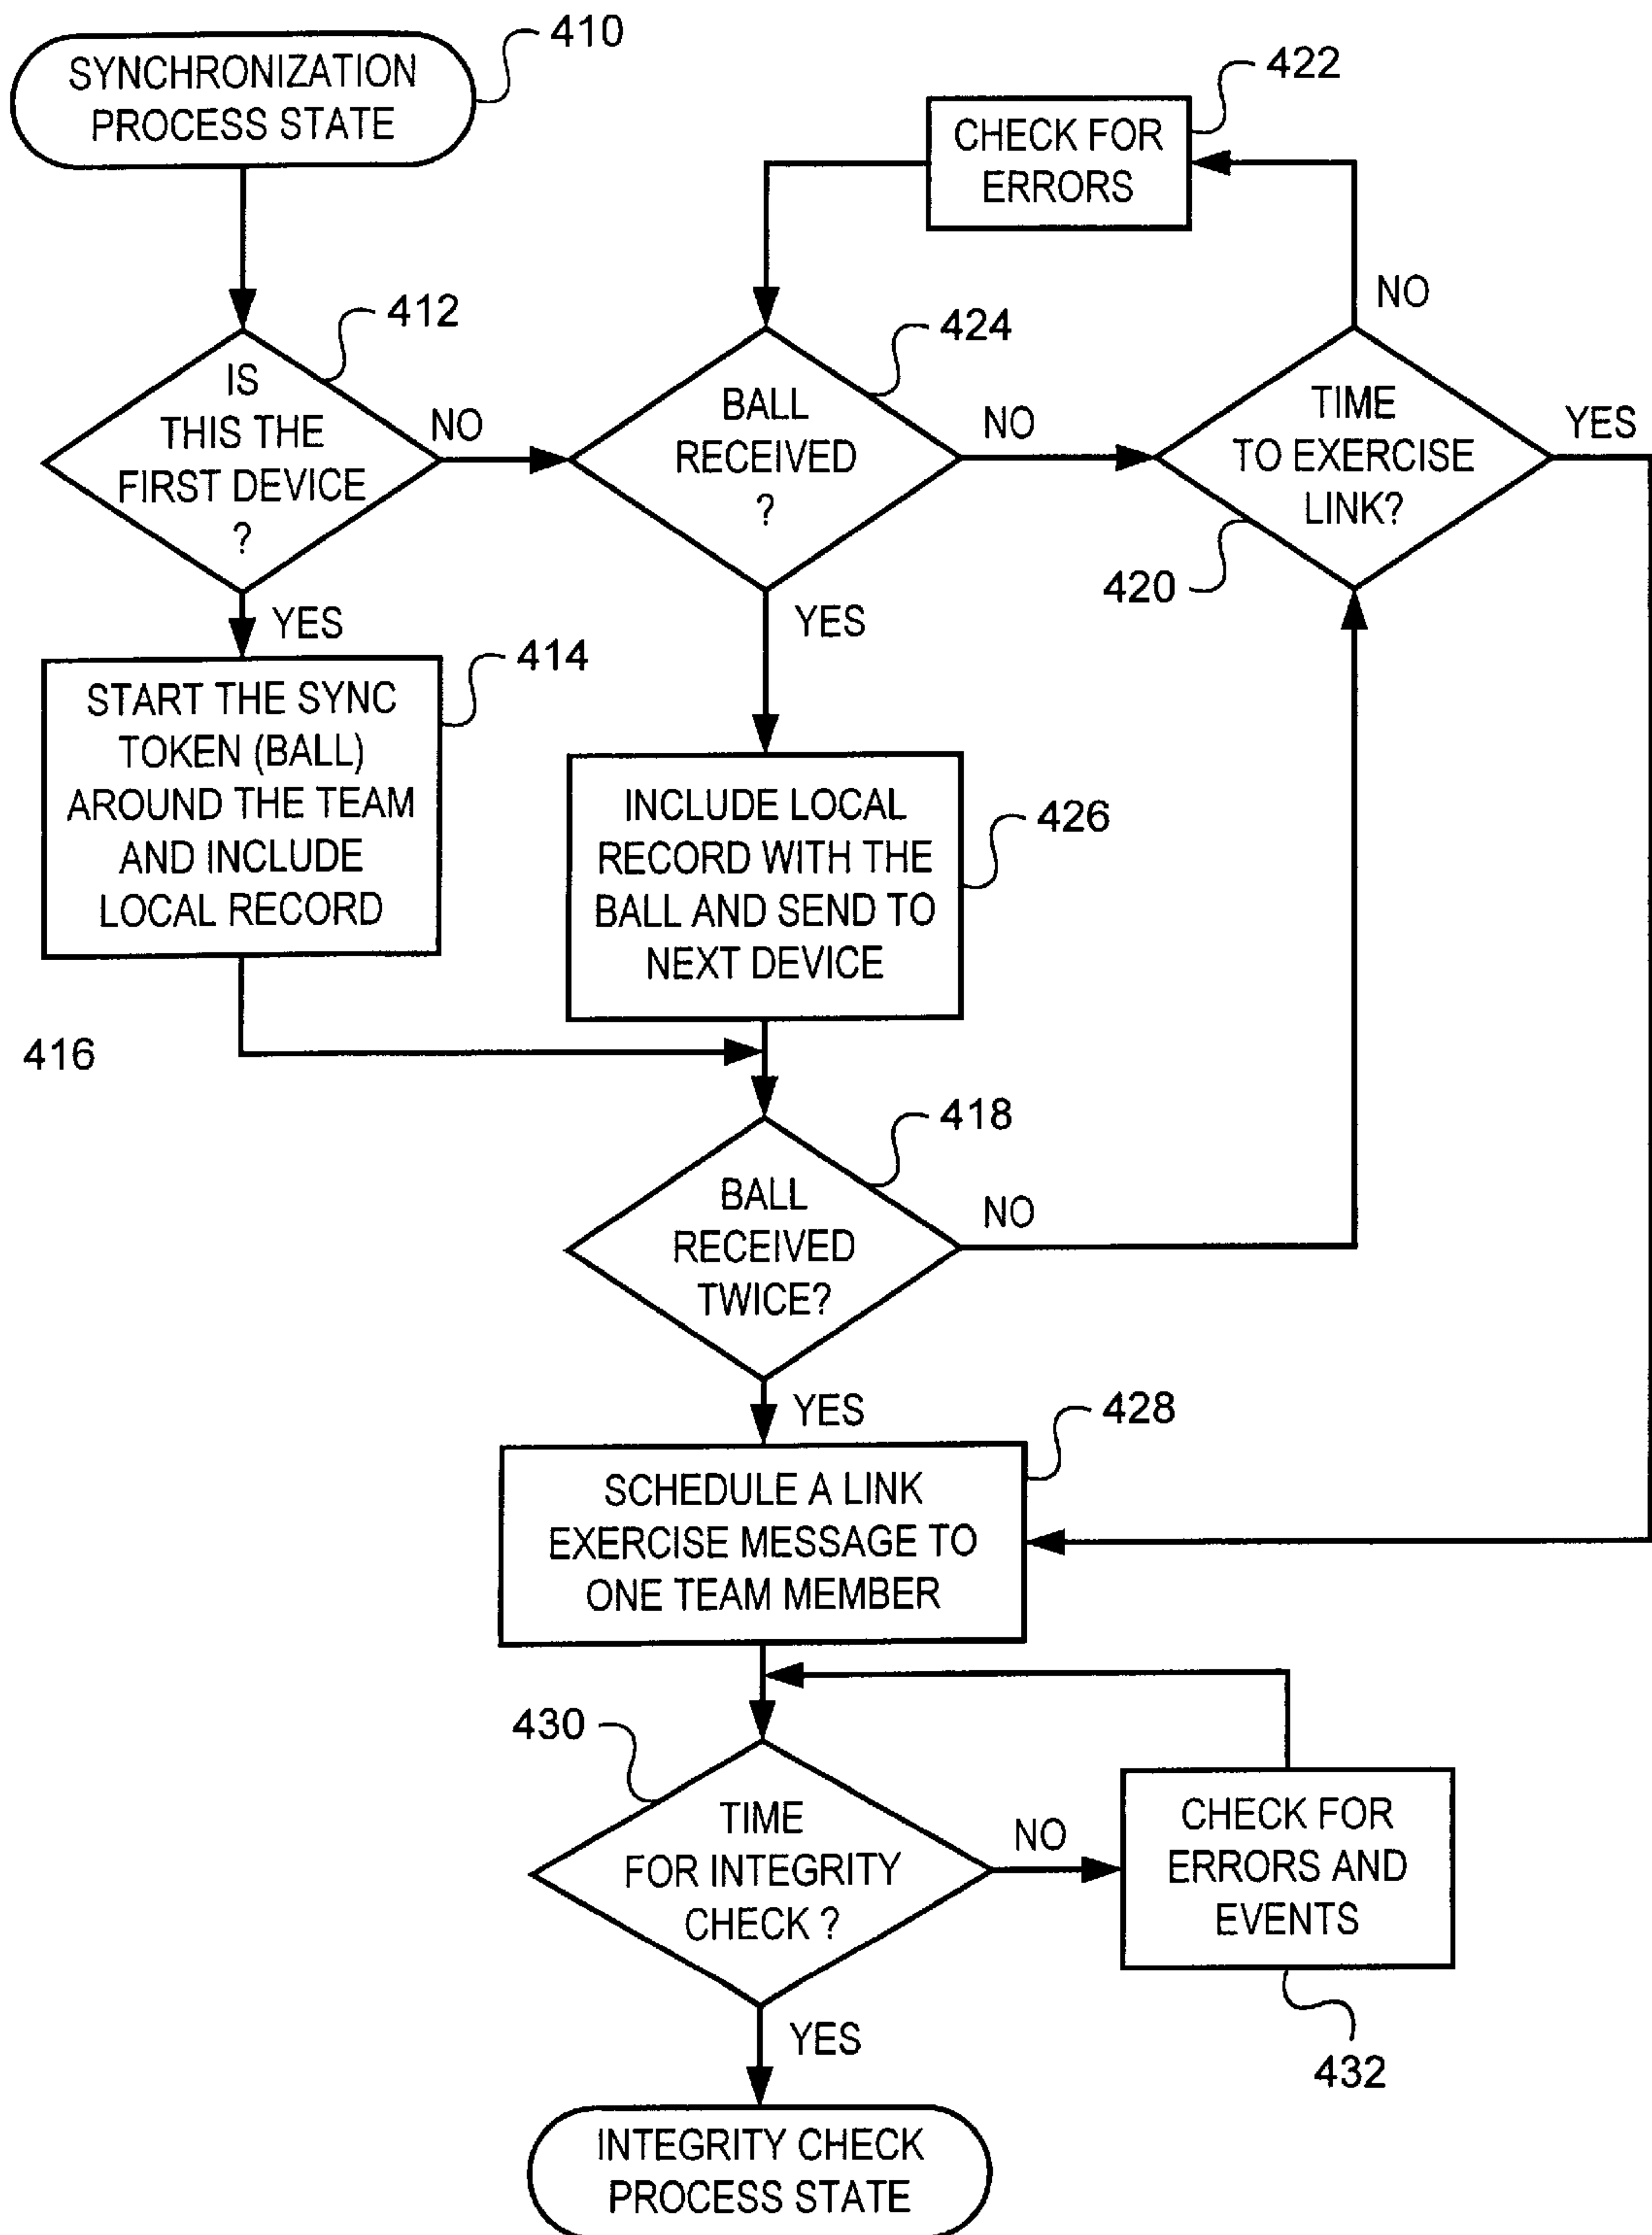 410
SYNCHRONIZATION
PROCESS STATE
422
CHECK FOR
ERRORS
NO
412
IS
THIS THE
FIRST DEVICE
?
NO
YES
424
BALL
RECEIVED
?
NO
YES
TIME
TO EXERCISE
LINK?
YES
420
414
START THE SYNC
TOKEN (BALL)
AROUND THE TEAM
AND INCLUDE
LOCAL RECORD
426
INCLUDE LOCAL
RECORD WITH THE
BALL AND SEND TO
NEXT DEVICE
416
418
BALL
RECEIVED
TWICE?
NO
YES
428
SCHEDULE A LINK
EXERCISE MESSAGE TO
ONE TEAM MEMBER
430
TIME
FOR INTEGRITY
CHECK ?
NO
CHECK FOR
ERRORS AND
EVENTS
432
YES
INTEGRITY CHECK
PROCESS STATE